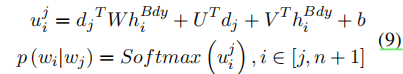 u_i^j = d_j^T W h_i^{Bdy} + U^T d_j + V^T h_i^{Bdy} + b
p (w_i|w_j) = Softmax (u_i^j) , i ∈ [j, n + 1]
(9)